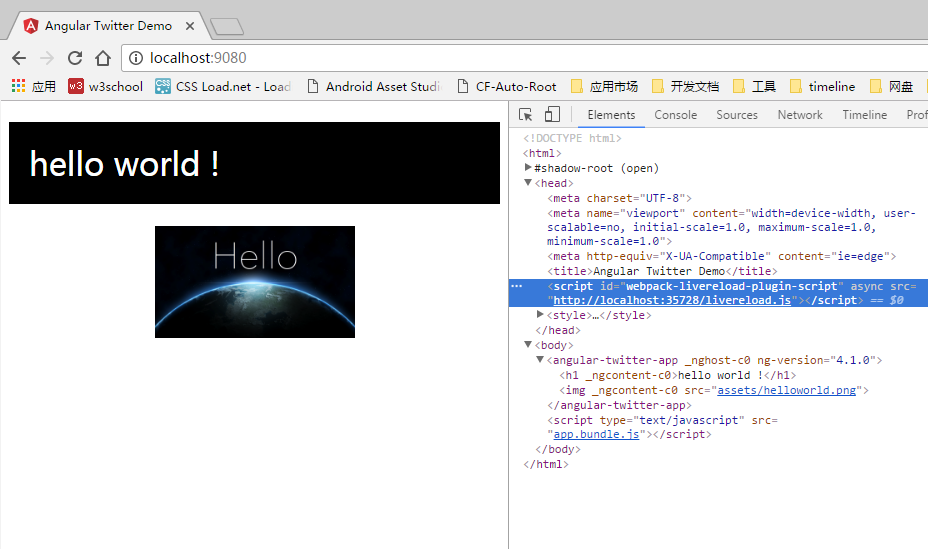 Angular Twitter Demo
localhost:9080
应用 w3school CSS Load.net - Load Android Asset Studi CF-Auto-Root 应用市场 开发文档 工具 timeline 网盘
hello world !
Hello
Elements Console Sources Network Timeline Prof
<!DOCTYPE html>
<html>
#shadow-root (open)
<head>
<meta charset="UTF-8">
<meta name="viewport" content="width=device-width, user-
scalable=no, initial-scale=1.0, maximum-scale=1.0,
minimum-scale=1.0">
<meta http-equiv="X-UA-Compatible" content="ie=edge">
<title>Angular Twitter Demo</title>
<script id="webpack-livereload-plugin-script" async src=
"http://localhost:35728/livereload.js"></script> == $0
<style>…</style>
</head>
<body>
<angular-twitter-app _nghost-c0 ng-version="4.1.0">
<h1 _ngcontent-c0>hello world !</h1>
<img _ngcontent-c0 src="assets/helloworld.png">
</angular-twitter-app>
<script type="text/javascript" src=
"app.bundle.js"></script>
</body>
</html>